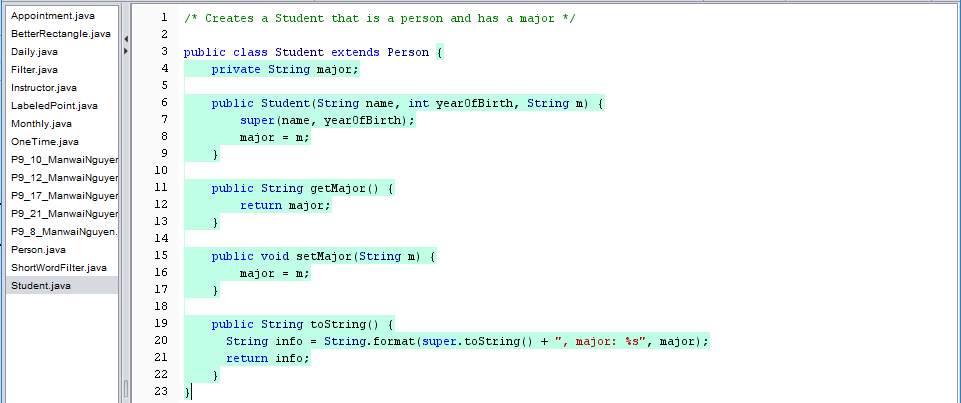 Appointment.java
BetterRectangle.java
Daily.java
Filter.java
Instructor.java
LabeledPoint.java
Monthly.java
OneTime.java
P9_10_ManwaiNguyen
P9_12_ManwaiNguyen
P9_17_ManwaiNguyen
P9_21_ManwaiNguyen
P9_8_ManwaiNguyen.
Person.java
ShortWordFilter.java
Student.java
1 /* Creates a Student that is a person and has a major */
2
3 public class Student extends Person {
4     private String major;
5
6     public Student(String name, int yearOfBirth, String m) {
7         super(name, yearOfBirth);
8         major = m;
9     }
10
11     public String getMajor() {
12         return major;
13     }
14
15     public void setMajor(String m) {
16         major = m;
17     }
18
19     public String toString() {
20       String info = String.format(super.toString() + ", major: %s", major);
21       return info;
22     }
23 }